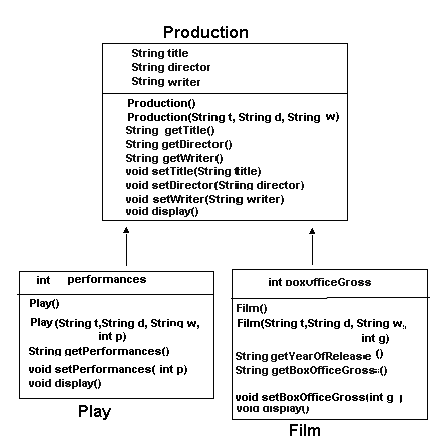 Production
String title
String director
String writer
Production()
Production(String t, String d, String w)
String getTitle()
String getDirector()
String getWriter()
void setTitle(String title)
void setDirector(String director)
void setWriter(String writer)
void display()
int performances
Play()
Play(String t,String d, String w,
int p)
String getPerformances()
void setPerformances( int p)
void display()
Play
int boxOfficeGross
Film()
Film(String t,String d, String w,
int g)
String getYearOfRelease ()
String getBoxOfficeGross ()
void setBoxOfficeGross(int g )
void display()
Film